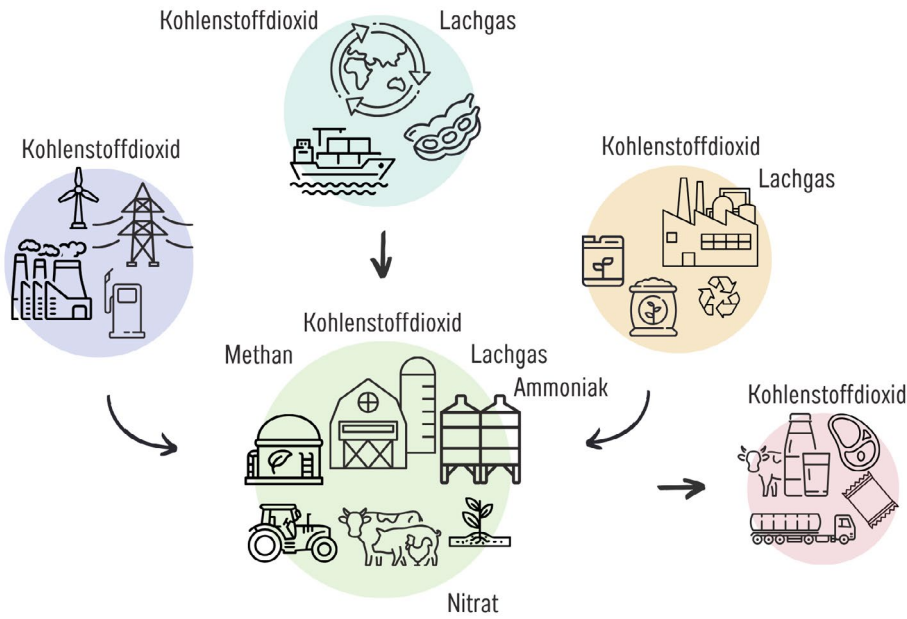 Kohlenstoffdioxid
Lachgas
Kohlenstoffdioxid
Kohlenstoffdioxid
Lachgas
Kohlenstoffdioxid
Methan
Lachgas
Ammoniak
Kohlenstoffdioxid
Nitrat